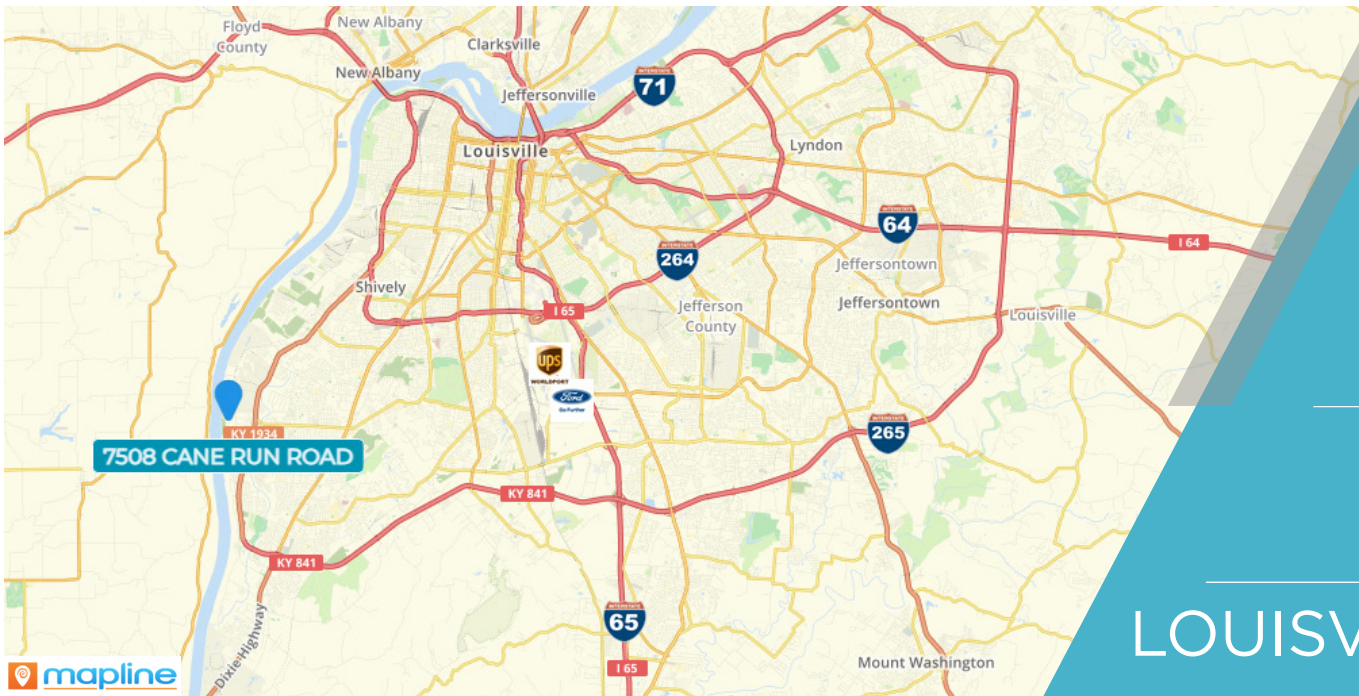 Floyd
County
New Albany
Clarksville
New Albany
Jeffersonville
INTERSTATE
71
Louisville
Lyndon
INTERSTATE
64
I 64
INTERSTATE
264
Jeffersontown
Shively
Jefferson
County
Jeffersontown
I 65
Louisville
ups
WORLDPORT
Ford
Go Further
KY 1934
INTERSTATE
265
7508 CANE RUN ROAD
KY 841
KY 841
INTERSTATE
65
Dixie Highway
I 65
Mount Washington
LOUISV
mapline